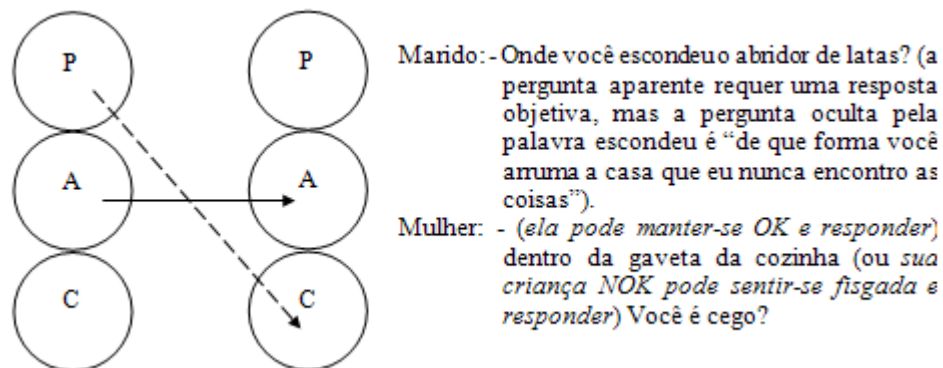 P
P
A
A
C
C
Marido: - Onde você escondeu o abridor de latas? (a
pergunta aparente requer uma resposta
objetiva, mas a pergunta oculta pela
palavra escondeu é “de que forma você
arruma a casa que eu nunca encontro as
coisas”).
Mulher: - (ela pode manter-se OK e responder)
dentro da gaveta da cozinha (ou sua
criança NOK pode sentir-se fisgada e
responder) Você é cego?